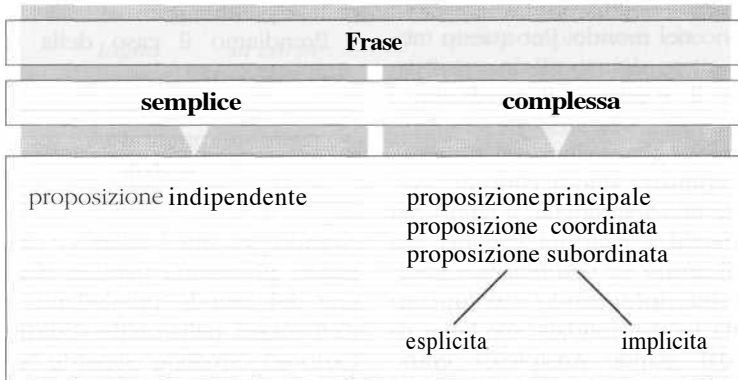 Frase
semplice complessa
proposizione indipendente
proposizione principale
proposizione coordinata
proposizione subordinata
esplicita implicita